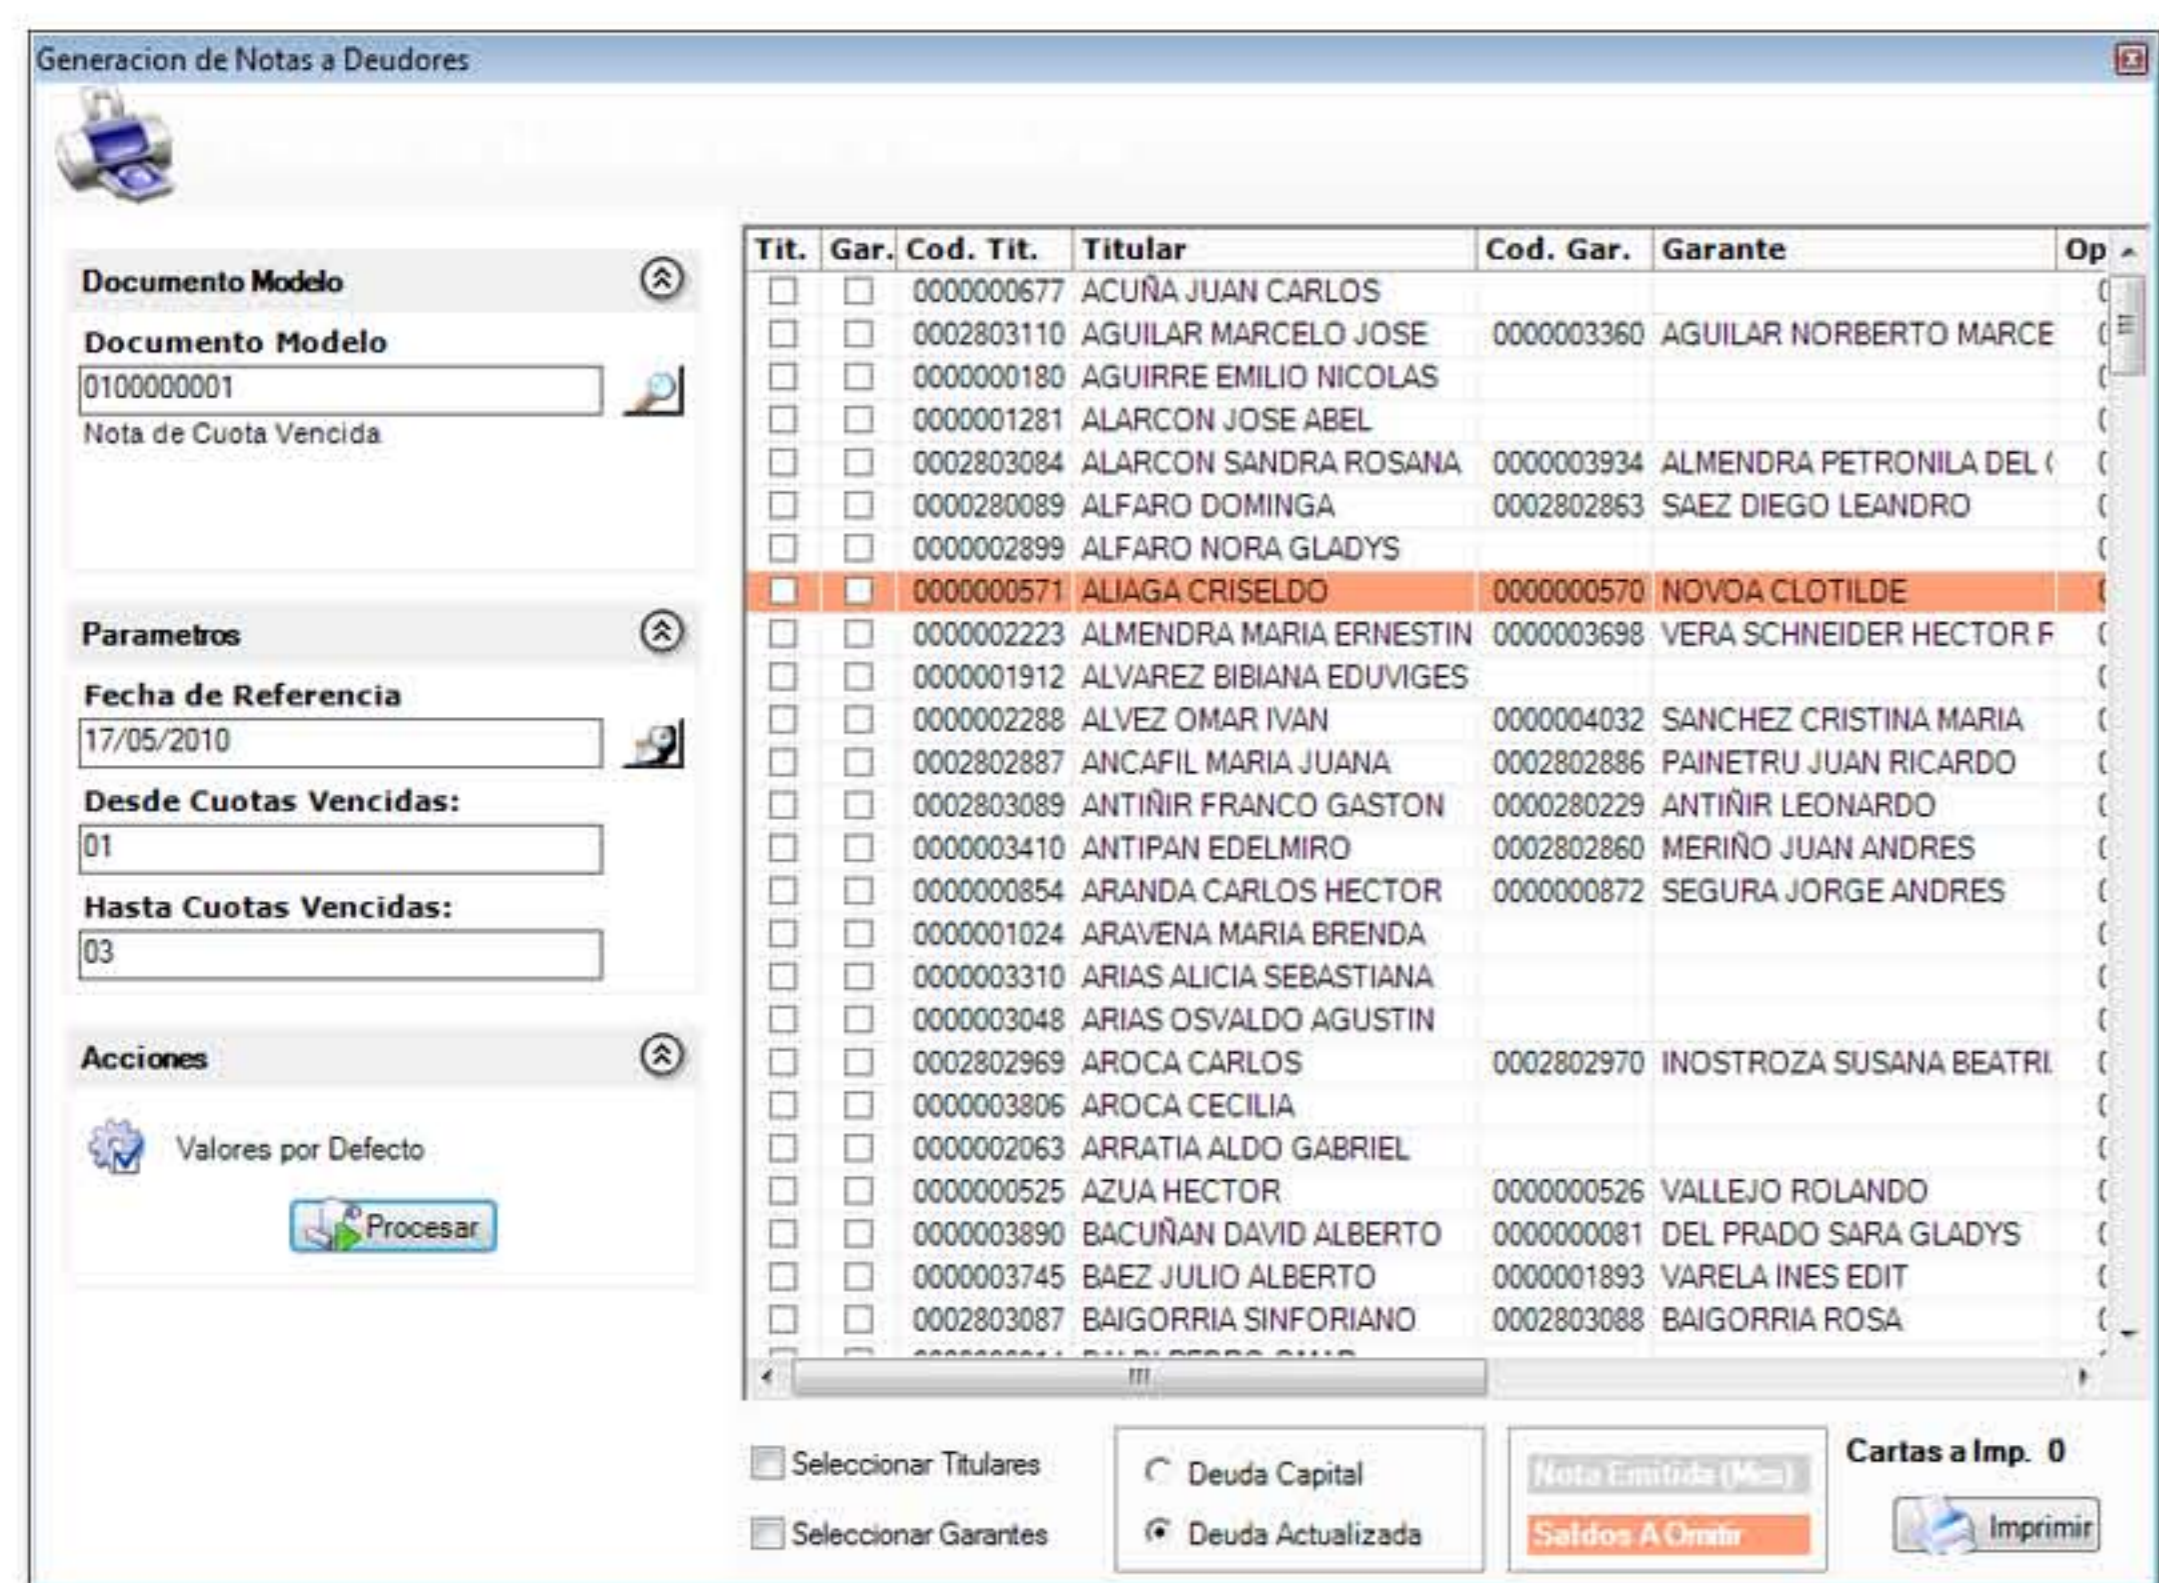 Generacion de Notas a Deudores
Documento Modelo
Documento Modelo
0100000001
Nota de Cuota Vencida
Parametros
Fecha de Referencia
17/05/2010
Desde Cuotas Vencidas:
01
Hasta Cuotas Vencidas:
03
Acciones
Valores por Defecto
Procesar
Tit. Gar. Cod. Tit. Titular Cod. Gar. Garante Op
0000000677 ACUÑA JUAN CARLOS
0002803110 AGUILAR MARCELO JOSE 0000003360 AGUILAR NORBERTO MARCE
0000000180 AGUIRRE EMILIO NICOLAS
0000001281 ALARCON JOSE ABEL
0002803084 ALARCON SANDRA ROSANA 0000003934 ALMENDRA PETRONILA DEL
0000280089 ALFARO DOMINGA 0002802863 SAEZ DIEGO LEANDRO
0000002899 ALFARO NORA GLADYS
0000000571 ALIAGA CRISELDO 0000000570 NOVOA CLOTILDE
0000002223 ALMENDRA MARIA ERNESTIN 0000003698 VERA SCHNEIDER HECTOR
0000001912 ALVAREZ BIBIANA EDUVIGES
0000002288 ALVEZ OMAR IVAN 0000004032 SANCHEZ CRISTINA MARIA
0002802887 ANCAFIL MARIA JUANA 0002802886 PAINETRU JUAN RICARDO
0002803089 ANTIÑIR FRANCO GASTON 0000280229 ANTIÑIR LEONARDO
0000003410 ANTIPAN EDELMIRO 0002802860 MERIÑO JUAN ANDRES
0000000854 ARANDA CARLOS HECTOR 0000000872 SEGURA JORGE ANDRES
0000001024 ARAVENA MARIA BRENDA
0000003310 ARIAS ALICIA SEBASTIANA
0000003048 ARIAS OSVALDO AGUSTIN
0002802969 AROCA CARLOS 0002802970 INOSTROZA SUSANA BEATRI
0000003806 AROCA CECILIA
0000002063 ARRATIA ALDO GABRIEL
0000000525 AZUA HECTOR 0000000526 VALLEJO ROLANDO
0000003890 BACUÑAN DAVID ALBERTO 0000000081 DEL PRADO SARA GLADYS
0000003745 BAEZ JULIO ALBERTO 0000001893 VARELA INES EDIT
0002803087 BAIGORRIA SINFORIANO 0002803088 BAIGORRIA ROSA
Seleccionar Titulares
Seleccionar Garantes
Deuda Capital
Deuda Actualizada
Nota Emitida (Mes)
Saldos A Omitir
Cartas a Imp. 0
Imprimir